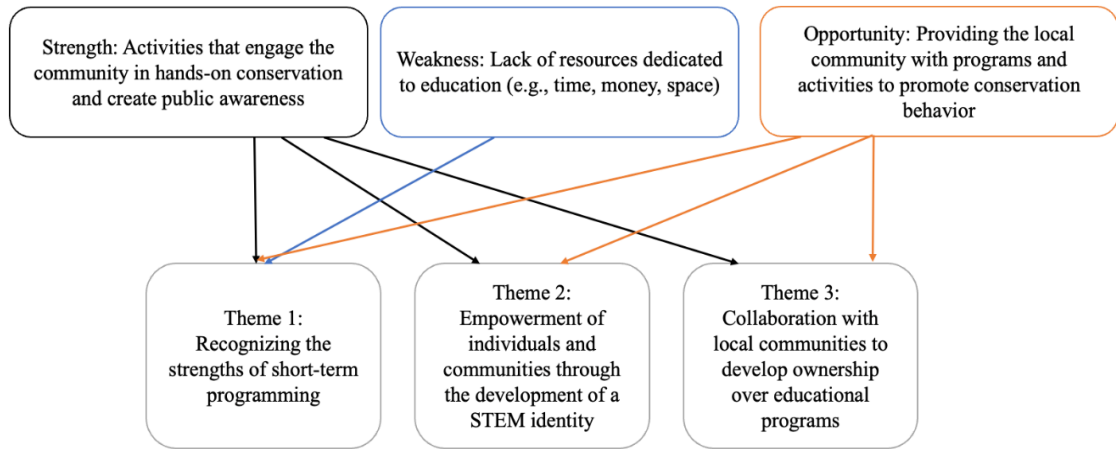 Strength: Activities that engage the
community in hands-on conservation
and create public awareness
Weakness: Lack of resources dedicated
to education (e.g., time, money, space)
Opportunity: Providing the local
community with programs and
activities to promote conservation
behavior
Theme 1:
Recognizing the
strengths of short-term
programming
Theme 2:
Empowerment of
individuals and
communities through
the development of a
STEM identity
Theme 3:
Collaboration with
local communities to
develop ownership
over educational
programs